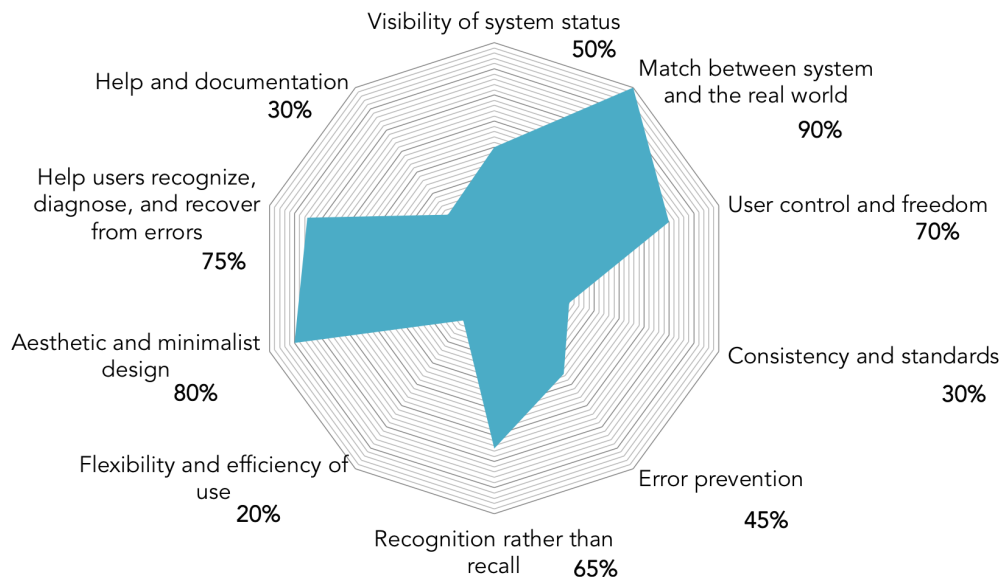 Visibility of system status
50%
Match between system
and the real world
90%
User control and freedom
70%
Consistency and standards
30%
Error prevention
45%
Recognition rather than
recall
65%
Flexibility and efficiency of
use
20%
Aesthetic and minimalist
design
80%
Help users recognize,
diagnose, and recover
from errors
75%
Help and documentation
30%